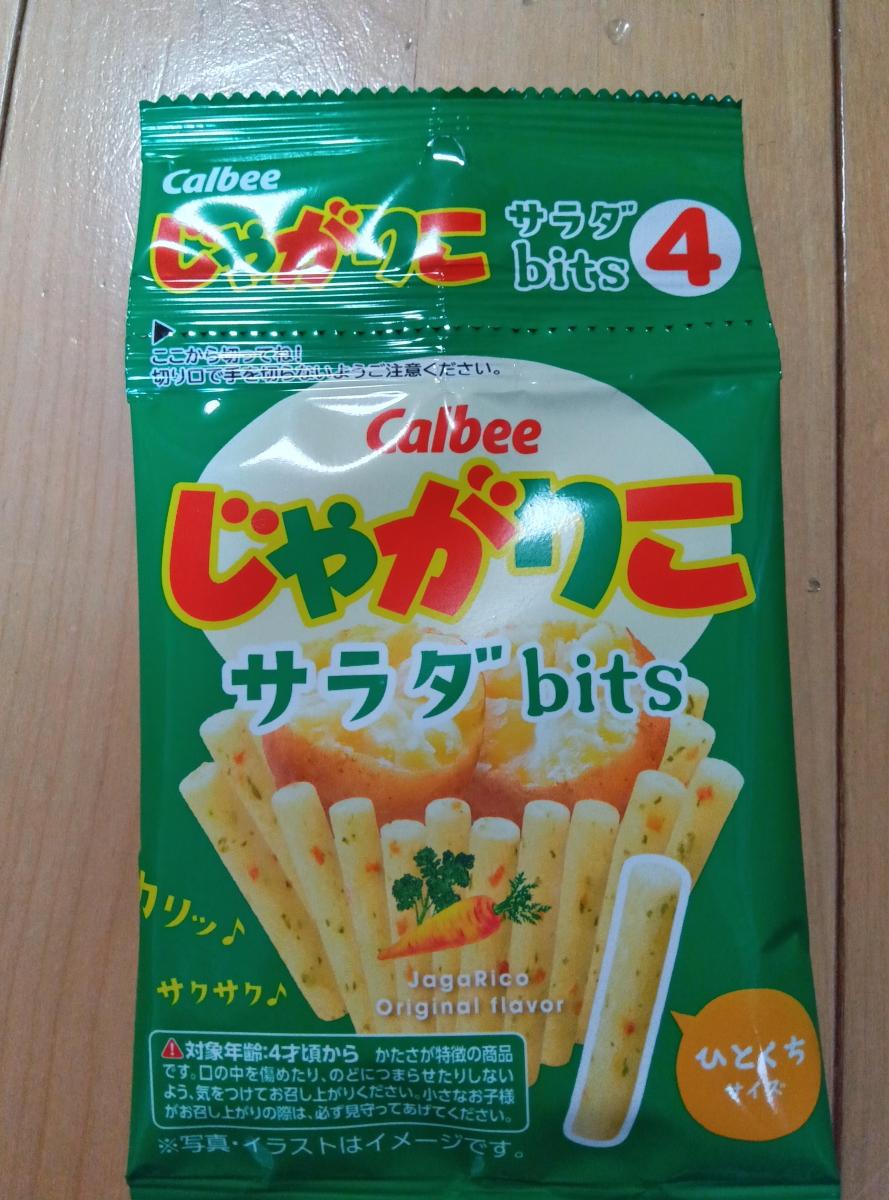 Calbee
じゃがりこ
サラダ
bits
4
ここから切ってね!
切り口で手を切らないようご注意ください。
Calbee
じゃがりこ
サラダbits
カリッ♪
サクサク♪
JagaRico
Original flavor
ひとくち
サイズ
対象年齢:4才頃から かたさが特徴の商品
です。口の中を傷めたり、のどにつまらせたりしない
よう、気をつけてお召し上がりください。小さなお子様
がお召し上がりの際は、必ず見守ってあげてください。
※写真・イラストはイメージです。